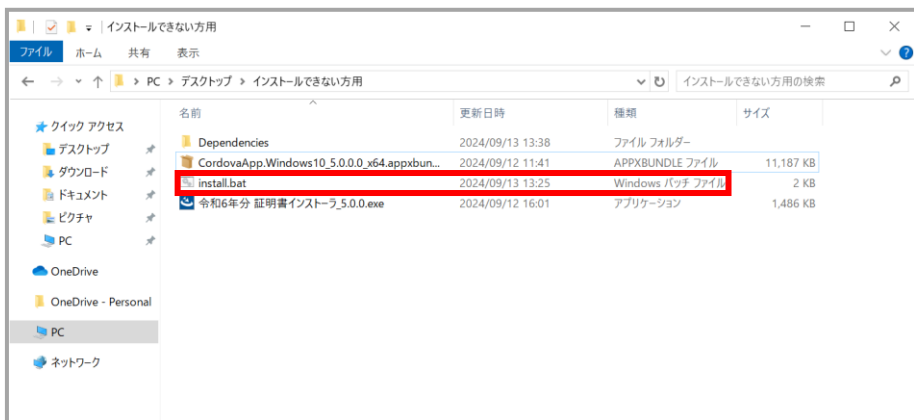 インストールできない方用
ファイル ホーム 共有 表示
PC > デスクトップ > インストールできない方用 インストールできない方用の検索
名前 更新日時 種類 サイズ
クイック アクセス
デスクトップ
ダウンロード
ドキュメント
ピクチャ
PC
OneDrive
OneDrive - Personal
PC
ネットワーク
Dependencies 2024/09/13 13:38 ファイル フォルダー
CordovaApp.Windows10_5.0.0.0_x64.appxbun... 2024/09/12 11:41 APPXBUNDLE ファイル 11,187 KB
install.bat 2024/09/13 13:25 Windows バッチ ファイル 2 KB
令和6年分 証明書インストーラ_5.0.0.exe 2024/09/12 16:01 アプリケーション 1,486 KB